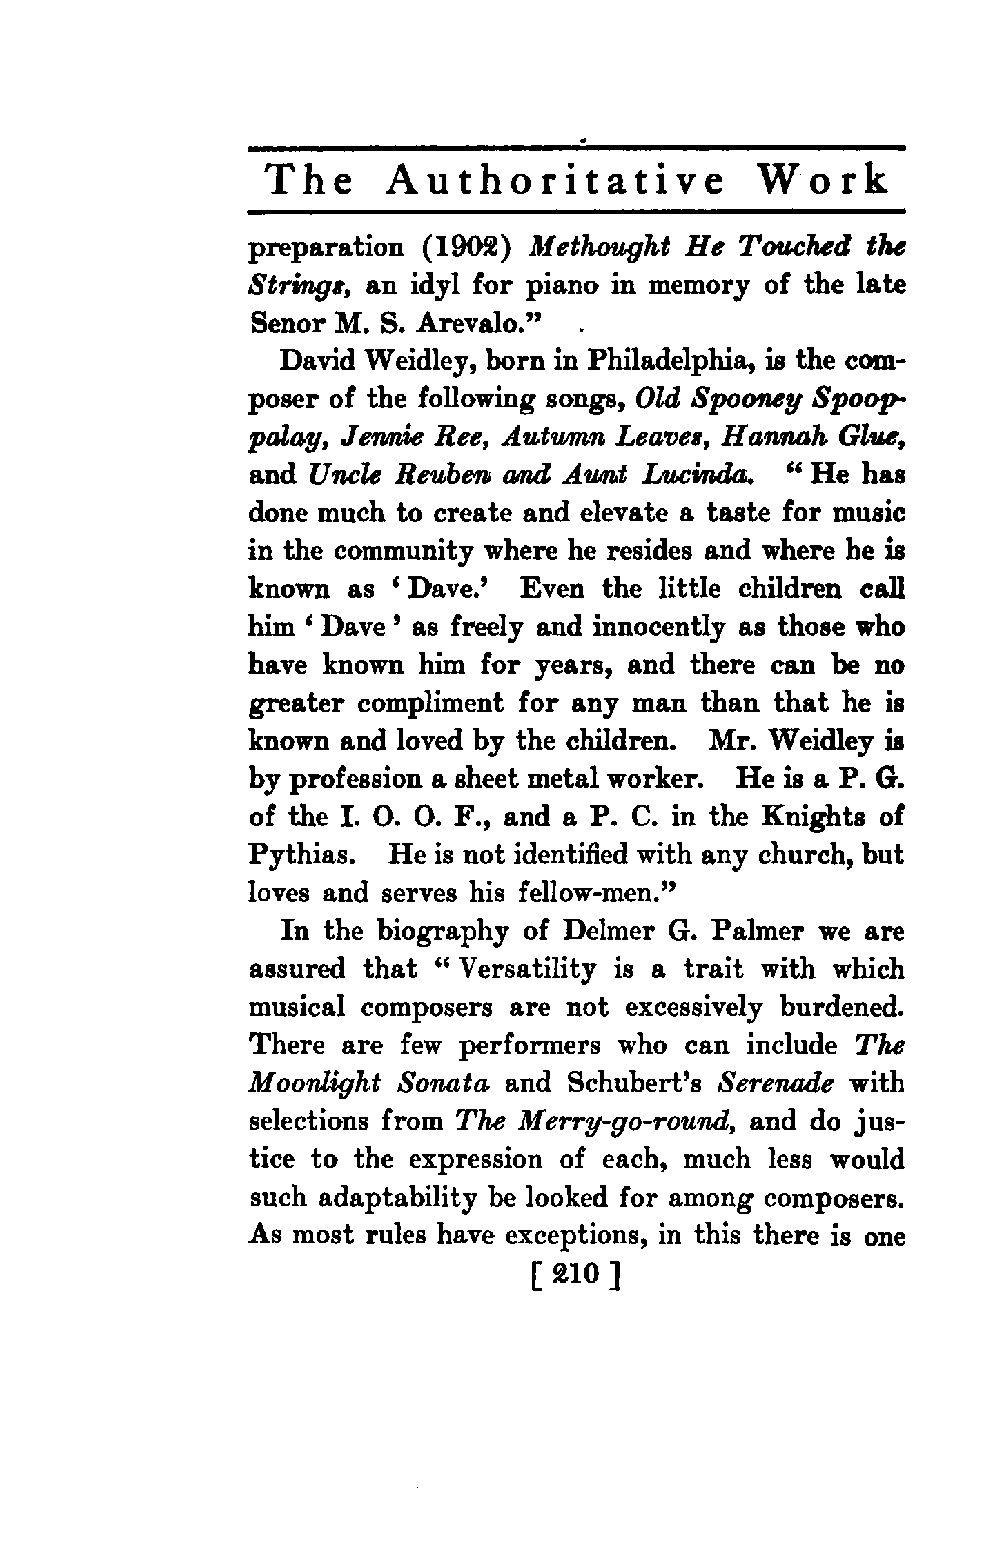 The Authoritative Work
preparation (1902) Methought He Touched the
Strings, an idyl for piano in memory of the late
Senor M. S. Arevalo."
David Weidley, born in Philadelphia, is the com-
poser of the following songs, Old Spooney Spoop-
palay, Jennie Ree, Autumn Leaves, Hannah Glue,
and Uncle Reuben and Aunt Lucinda. "He has
done much to create and elevate a taste for music
in the community where he resides and where he is
known as 'Dave.' Even the little children call
him 'Dave' as freely and innocently as those who
have known him for years, and there can be no
greater compliment for any man than that he is
known and loved by the children. Mr. Weidley is
by profession a sheet metal worker. He is a P. G.
of the I. O. O. F., and a P. C. in the Knights of
Pythias. He is not identified with any church, but
loves and serves his fellow-men."
In the biography of Delmer G. Palmer we are
assured that "Versatility is a trait with which
musical composers are not excessively burdened.
There are few performers who can include The
Moonlight Sonata and Schubert's Serenade with
selections from The Merry-go-round, and do jus-
tice to the expression of each, much less would
such adaptability be looked for among composers.
As most rules have exceptions, in this there is one
[ 210 ]